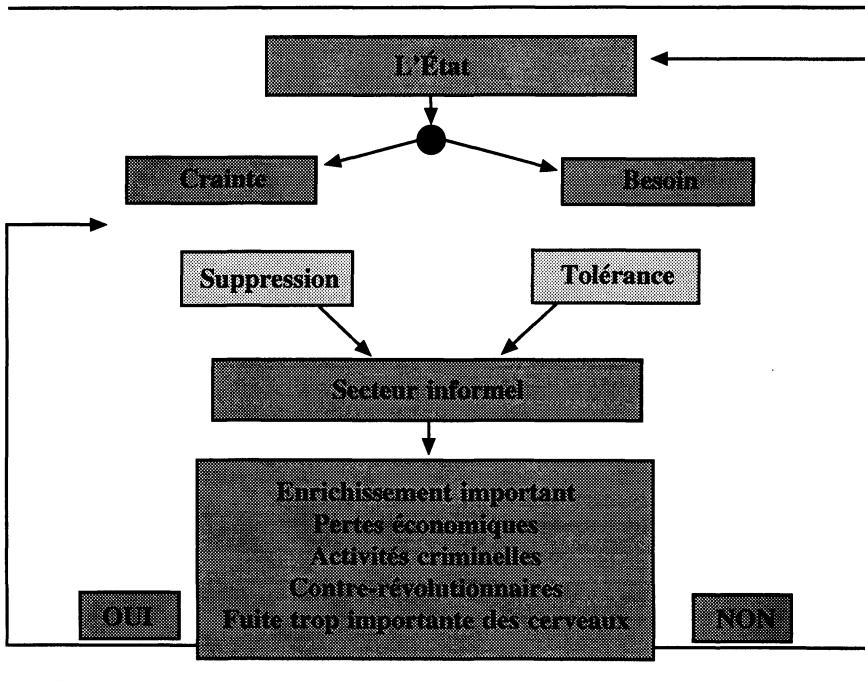 L'État
Crainte
Besoin
Suppression
Tolérance
Secteur informel
Enrichissement important
Pertes économiques
Activités criminelles
Contre-révolutionnaires
Fuite trop importante des cerveaux
OUI
NON